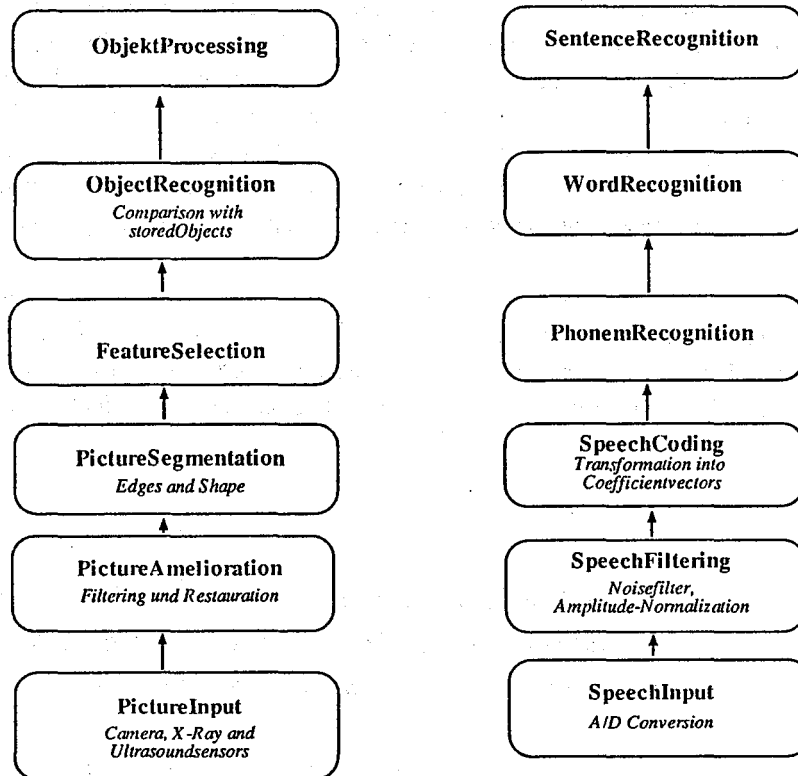 ObjektProcessing
ObjectRecognition
Comparison with
storedObjects
FeatureSelection
PictureSegmentation
Edges and Shape
PictureAmelioration
Filtering und Restauration
PictureInput
Camera, X-Ray and
Ultrasoundsensors
SentenceRecognition
WordRecognition
PhonemRecognition
SpeechCoding
Transformation into
Coefficientvectors
SpeechFiltering
Noisefilter,
Amplitude-Normalization
SpeechInput
A/D Conversion